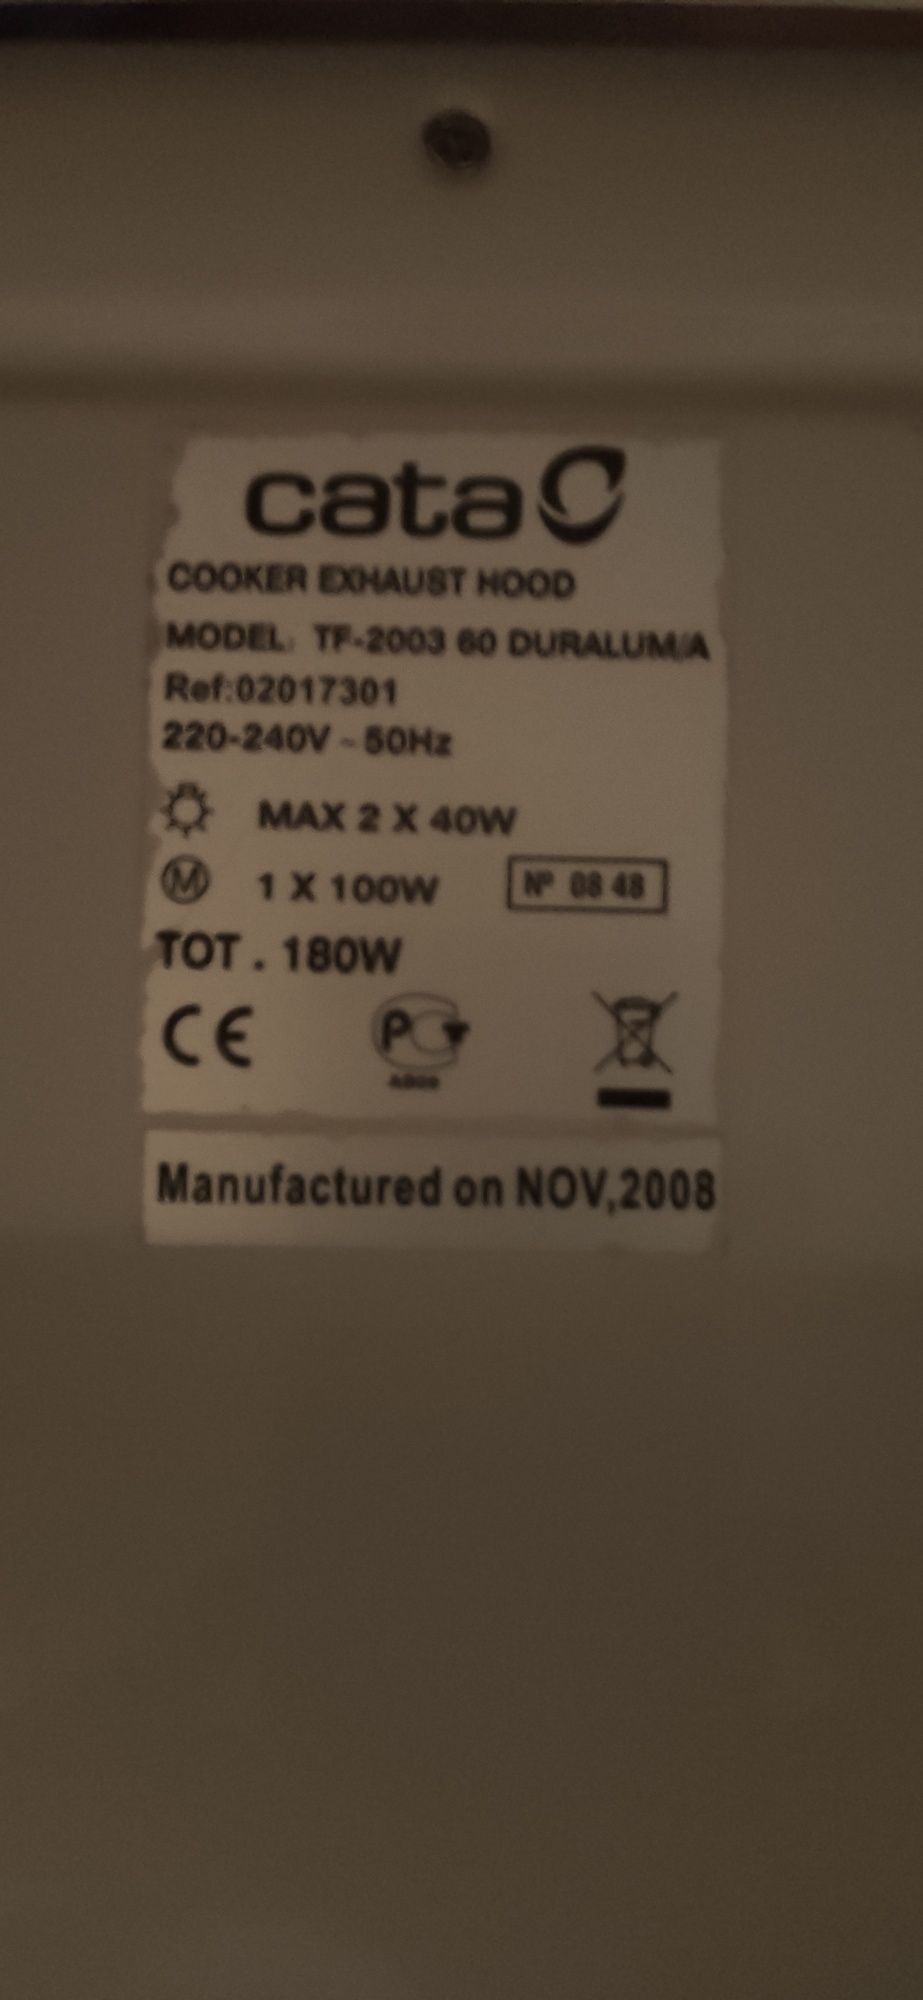 cata
COOKER EXHAUST HOOD
MODEL: TF-2003 60 DURALUM/A
Ref:02017301
220-240V ~ 50Hz
MAX 2 X 40W
M 1 X 100W Nº 08 48
TOT . 180W
CE PC
Manufactured on NOV,2008